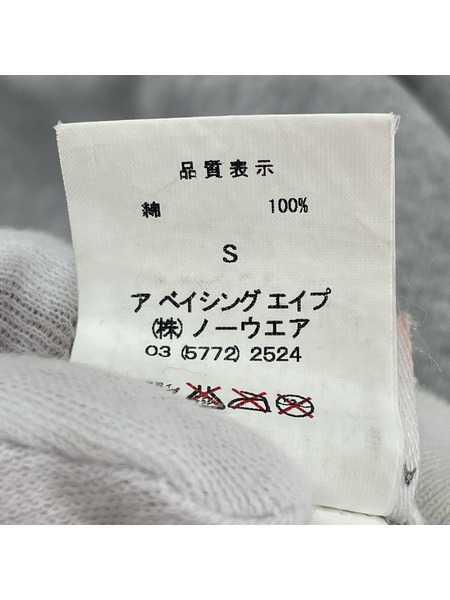 品質表示
綿 100%
S
ア ベイシング エイプ
(株) ノーウエア
03 (5772) 2524